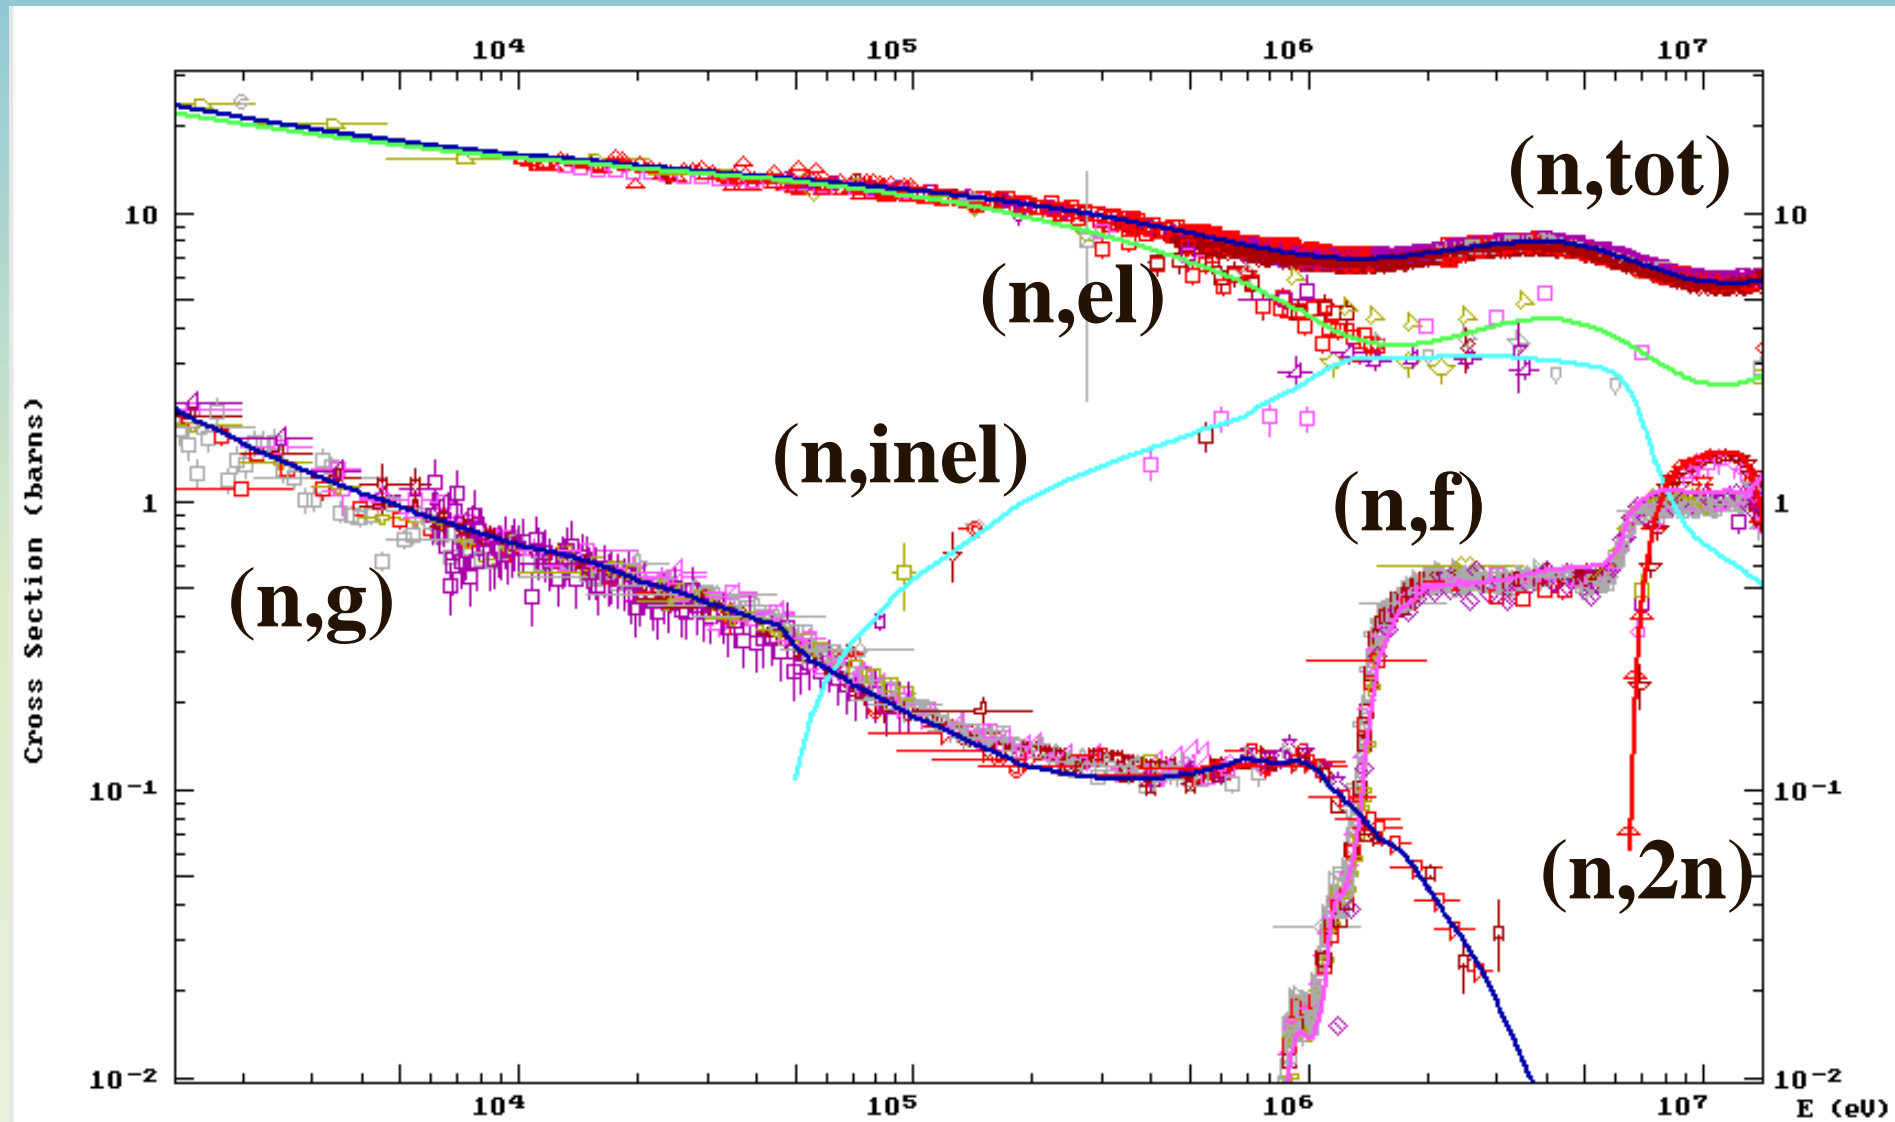 10⁴ 10⁵ 10⁶ 10⁷
(n,tot)
10 10
(n,el)
(n,inel)
(n,f)
1 1
(n,g)
10⁻¹ 10⁻¹
(n,2n)
10⁻² 10⁻²
10⁴ 10⁵ 10⁶ 10⁷ E (eV)
Cross Section (barns)